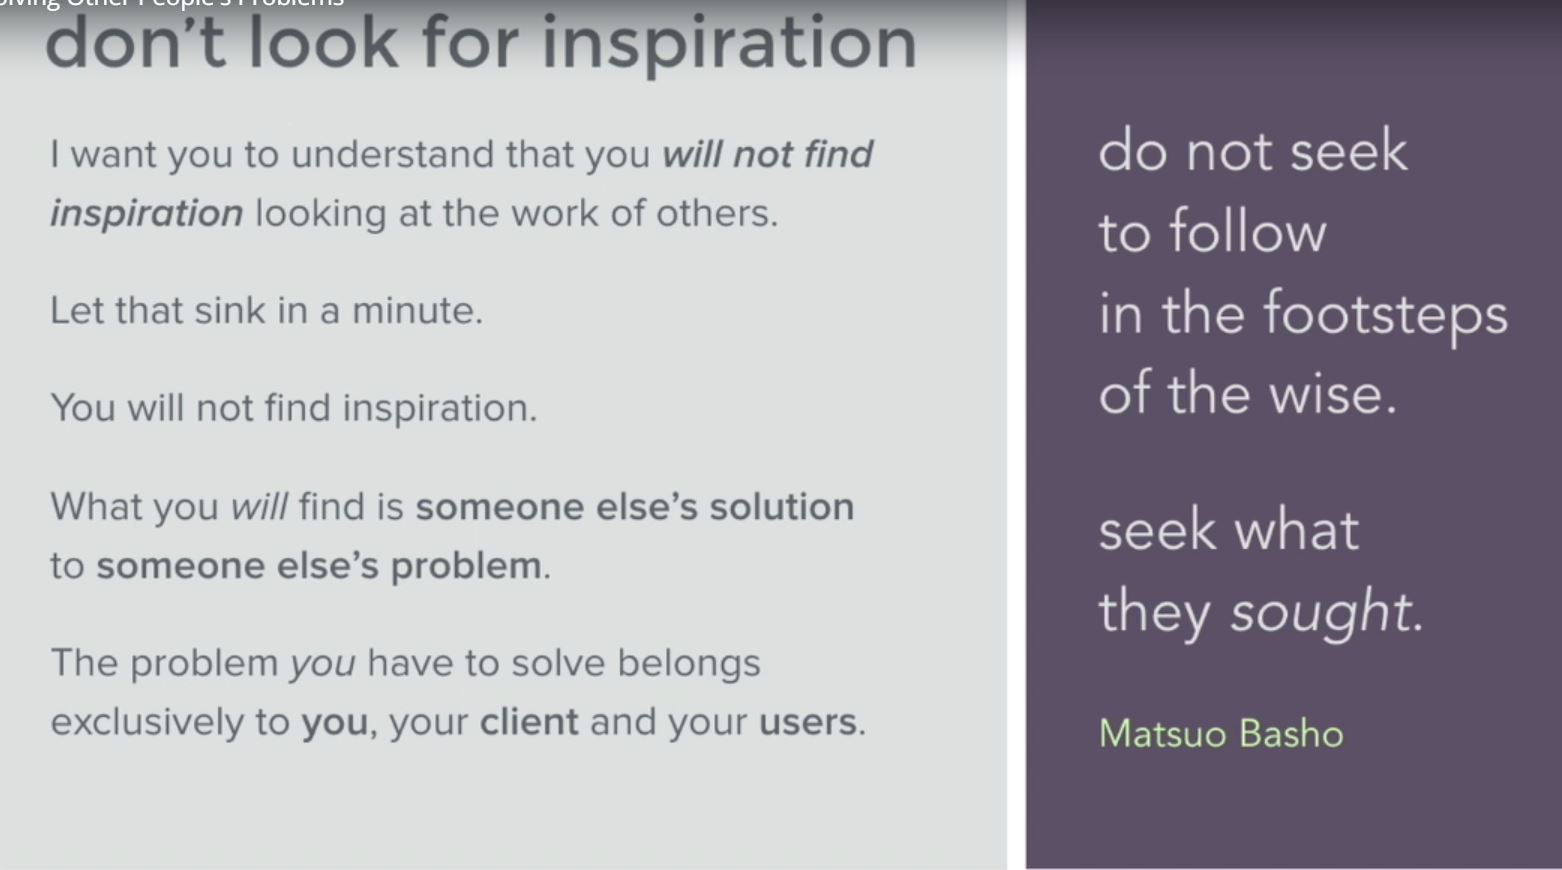 Other People's Problems
don't look for inspiration
I want you to understand that you will not find
inspiration looking at the work of others.
Let that sink in a minute.
You will not find inspiration.
What you will find is someone else's solution
to someone else's problem.
The problem you have to solve belongs
exclusively to you, your client and your users.
do not seek
to follow
in the footsteps
of the wise.
seek what
they sought.
Matsuo Basho